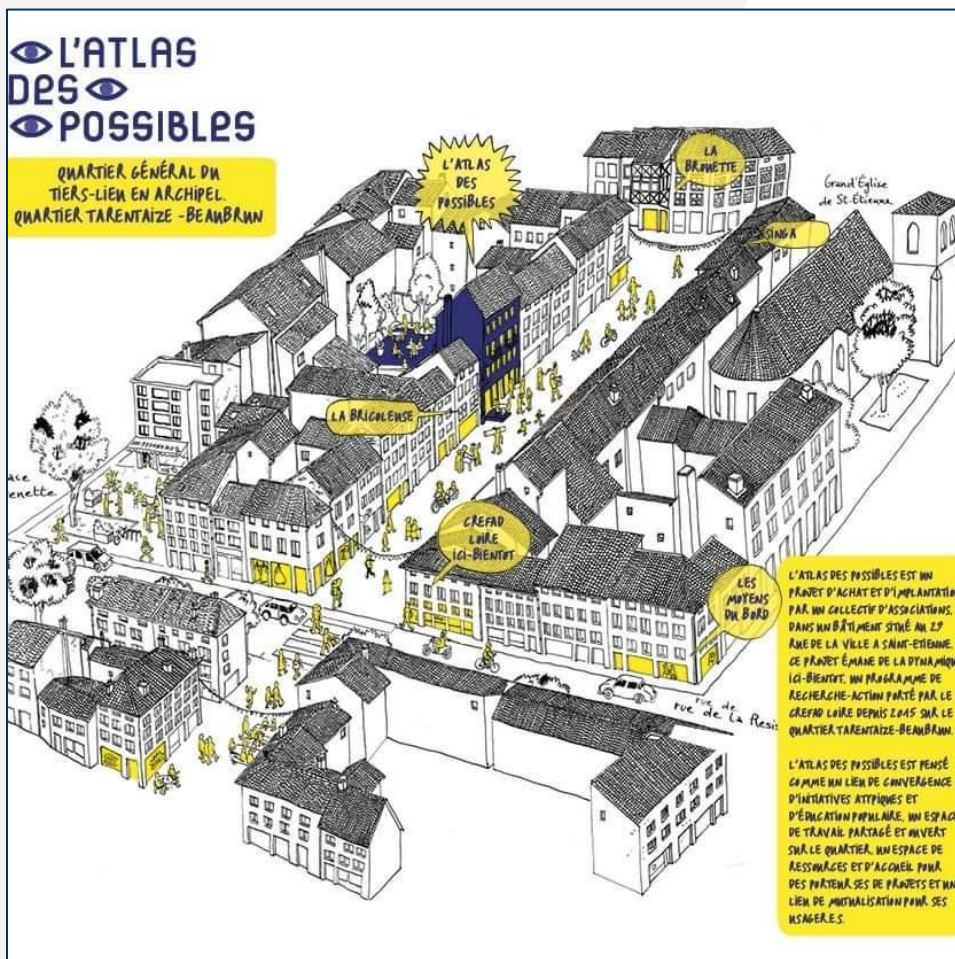 L'ATLAS
DES
POSSIBLES
QUARTIER GÉNÉRAL DU
TIERS-LIEU EN ARCHIPEL.
QUARTIER TARENTAIZE - BEAUBRUN
L'ATLAS
DES
POSSIBLES
LA
BROUETTE
Grand'Église
de St-Étienne
SINGA
LA BRICOLEUSE
CREFAD
LOIRE
ICI-BIENTÔT
LES
MOYENS
DU BORD
rue de
rue de la Resis
L'ATLAS DES POSSIBLES EST UN
PROJET D'ACHAT ET D'IMPLANTATION
PAR UN COLLECTIF D'ASSOCIATIONS,
DANS UN BÂTIMENT SITUÉ AU 29
RUE DE LA VILLE A SAINT-ETIENNE.
CE PROJET ÉMANE DE LA DYNAMIQU
ICI-BIENTÔT, UN PROGRAMME DE
RECHERCHE-ACTION PORTÉ PAR LE
CREFAD LOIRE DEPUIS 2015 SUR LE
QUARTIER TARENTAIZE-BEAUBRUN.
L'ATLAS DES POSSIBLES EST PENSÉ
COMME UN LIEU DE CONVERGENCE
D'INITIATIVES ATYPIQUES ET
D'ÉDUCATION POPULAIRE, UN ESPACE
DE TRAVAIL PARTAGÉ ET OUVERT
SUR LE QUARTIER, UN ESPACE DE
RESSOURCES ET D'ACCUEIL POUR
DES PORTEUR SES DE PROJETS ET UN
LIEU DE MUTUALISATION POUR SES
USAGER.E.S.